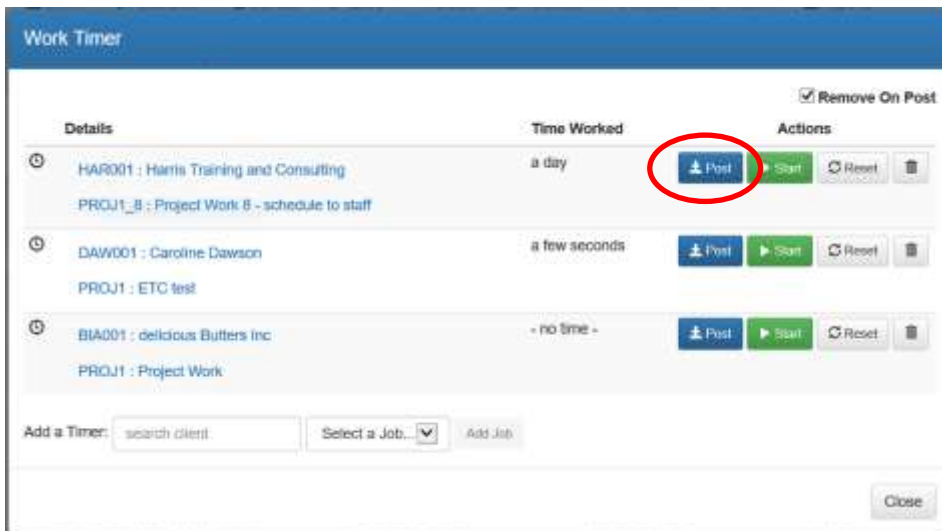 Work Timer
Remove On Post
Details Time Worked Actions
HAR001 : Harris Training and Consulting a day Post Start Reset
PROJ1_8 : Project Work 8 - schedule to staff
DAW001 : Caroline Dawson a few seconds Post Start Reset
PROJ1 : ETC test
BIA001 : delicious Butters Inc - no time - Post Start Reset
PROJ1 : Project Work
Add a Timer: search client Select a Job... Add Job
Close